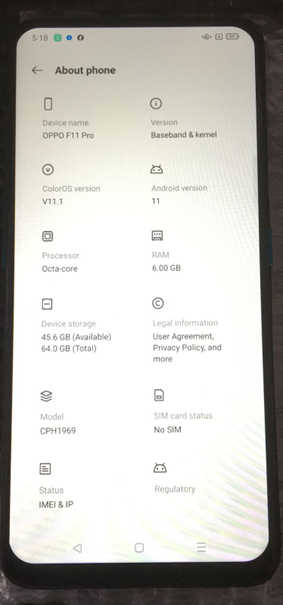 5:18
About phone
Device name
OPPO F11 Pro
Version
Baseband & kernel
ColorOS version
V11.1
Android version
11
Processor
Octa-core
RAM
6.00 GB
Device storage
45.6 GB (Available)
64.0 GB (Total)
Legal information
User Agreement,
Privacy Policy, and
more
Model
CPH1969
SIM card status
No SIM
Status
IMEI & IP
Regulatory